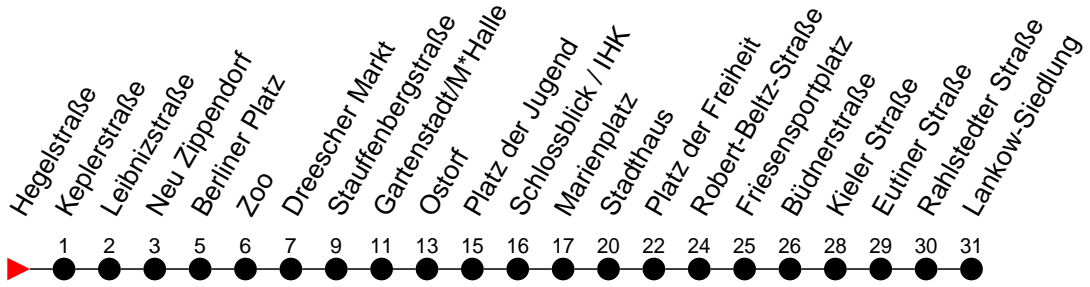 Hegelstraße
Keplerstraße
Leibnizstraße
Neu Zippendorf
Berliner Platz
Zoo
Dreescher Markt
Stauffenbergstraße
Gartenstadt/M*Halle
Ostorf
Platz der Jugend
Schlossblick / IHK
Marienplatz
Stadthaus
Platz der Freiheit
Robert-Beltz-Straße
Friesensportplatz
Büdnerstraße
Kieler Straße
Eutiner Straße
Rahlstedter Straße
Lankow-Siedlung
1 2 3 5 6 7 9 11 13 15 16 17 20 22 24 25 26 28 29 30 31